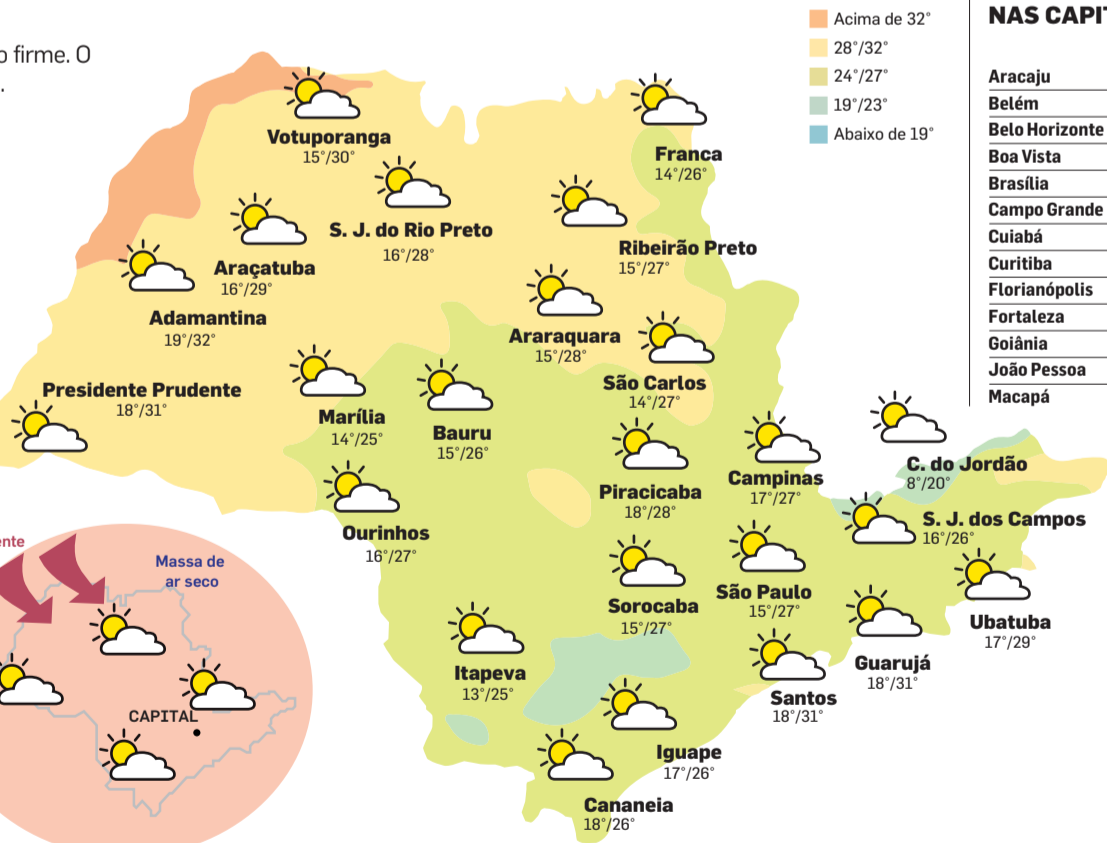 o firme. O
.
Acima de 32°
28°/32°
24°/27°
19°/23°
Abaixo de 19°
NAS CAPIT
Aracaju
Belém
Belo Horizonte
Boa Vista
Brasília
Campo Grande
Cuiabá
Curitiba
Florianópolis
Fortaleza
Goiânia
João Pessoa
Macapá
Votuporanga
15°/30°
Franca
14°/26°
S. J. do Rio Preto
16°/28°
Ribeirão Preto
15°/27°
Araçatuba
16°/29°
Adamantina
19°/32°
Araraquara
15°/28°
São Carlos
14°/27°
Presidente Prudente
18°/31°
Marília
14°/25°
Bauru
15°/26°
C. do Jordão
8°/20°
Campinas
17°/27°
Piracicaba
18°/28°
Ourinhos
16°/27°
S. J. dos Campos
16°/26°
São Paulo
15°/27°
Sorocaba
15°/27°
Ubatuba
17°/29°
Guarujá
18°/31°
Itapeva
13°/25°
Santos
18°/31°
Iguape
17°/26°
Cananeia
18°/26°
ente
Massa de
ar seco
CAPITAL